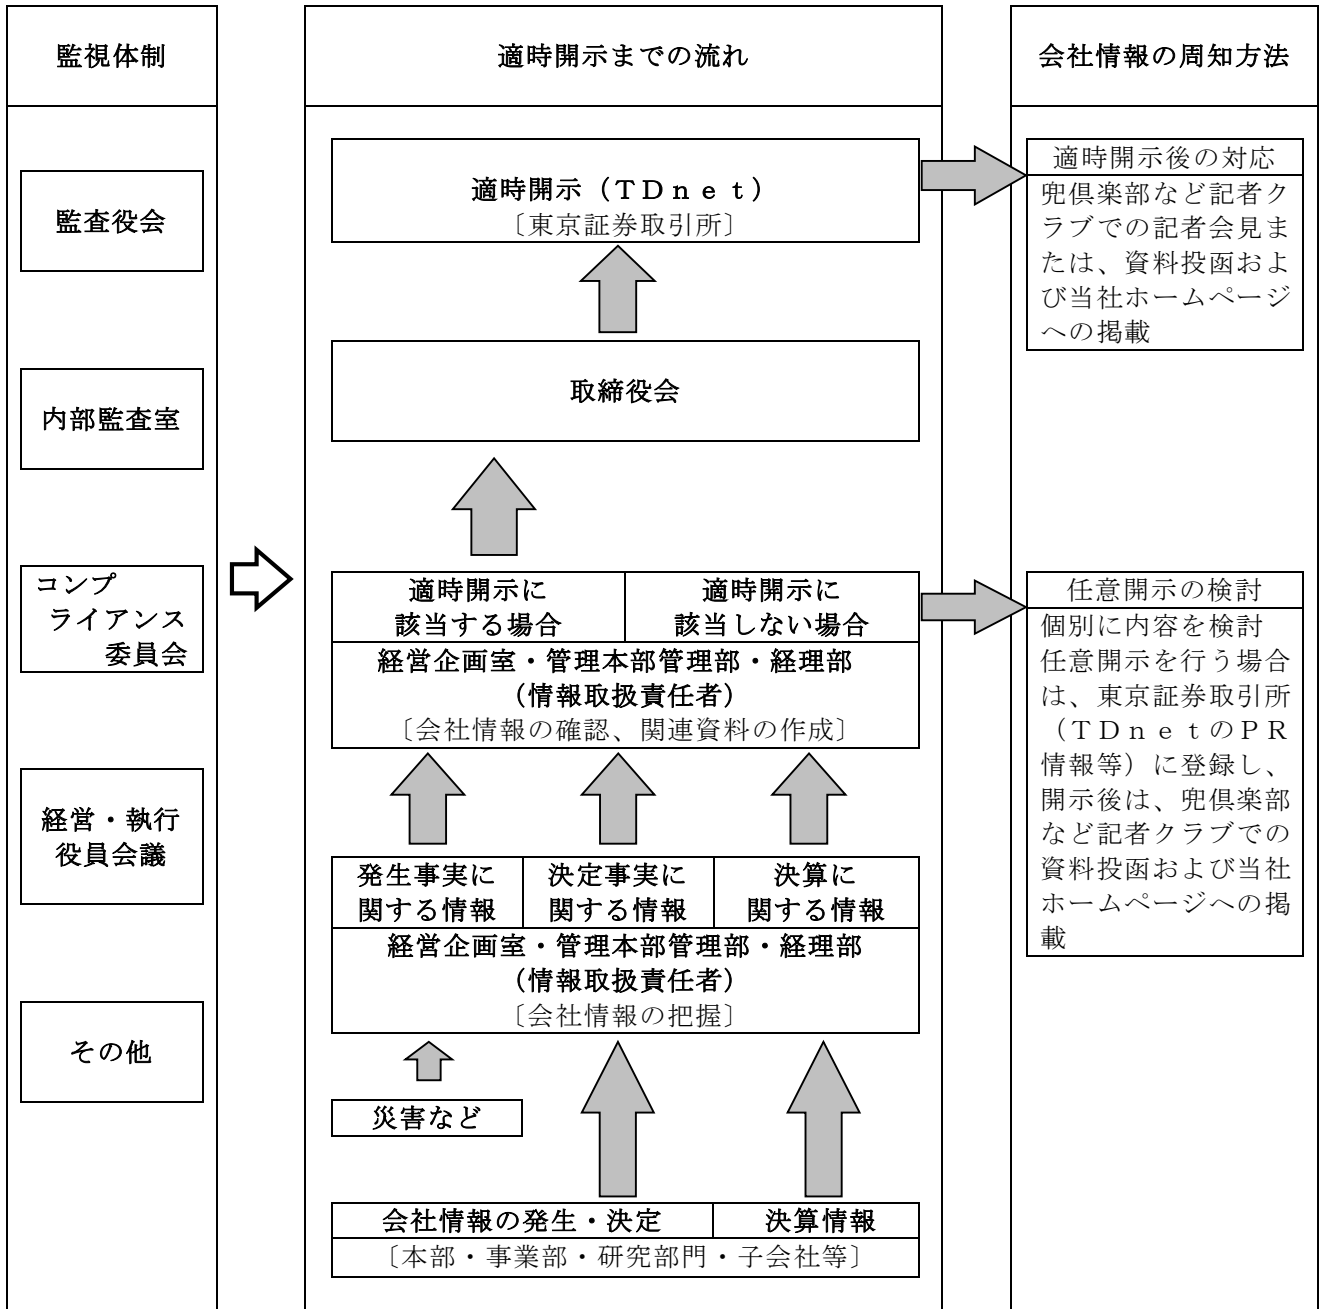 監視体制
監査役会
内部監査室
コンプ
ライアンス
委員会
経営・執行
役員会議
その他
適時開示までの流れ
適時開示（ＴＤｎｅｔ）
〔東京証券取引所〕
取締役会
適時開示に
該当する場合
適時開示に
該当しない場合
経営企画室・管理本部管理部・経理部
（情報取扱責任者）
〔会社情報の確認、関連資料の作成〕
発生事実に
関する情報
決定事実に
関する情報
決算に
関する情報
経営企画室・管理本部管理部・経理部
（情報取扱責任者）
〔会社情報の把握〕
災害など
会社情報の発生・決定
決算情報
〔本部・事業部・研究部門・子会社等〕
会社情報の周知方法
適時開示後の対応
兜倶楽部など記者ク
ラブでの記者会見ま
たは、資料投函およ
び当社ホームページ
への掲載
任意開示の検討
個別に内容を検討
任意開示を行う場合
は、東京証券取引所
（ＴＤｎｅｔのＰＲ
情報等）に登録し、
開示後は、兜倶楽部
など記者クラブでの
資料投函および当社
ホームページへの掲
載